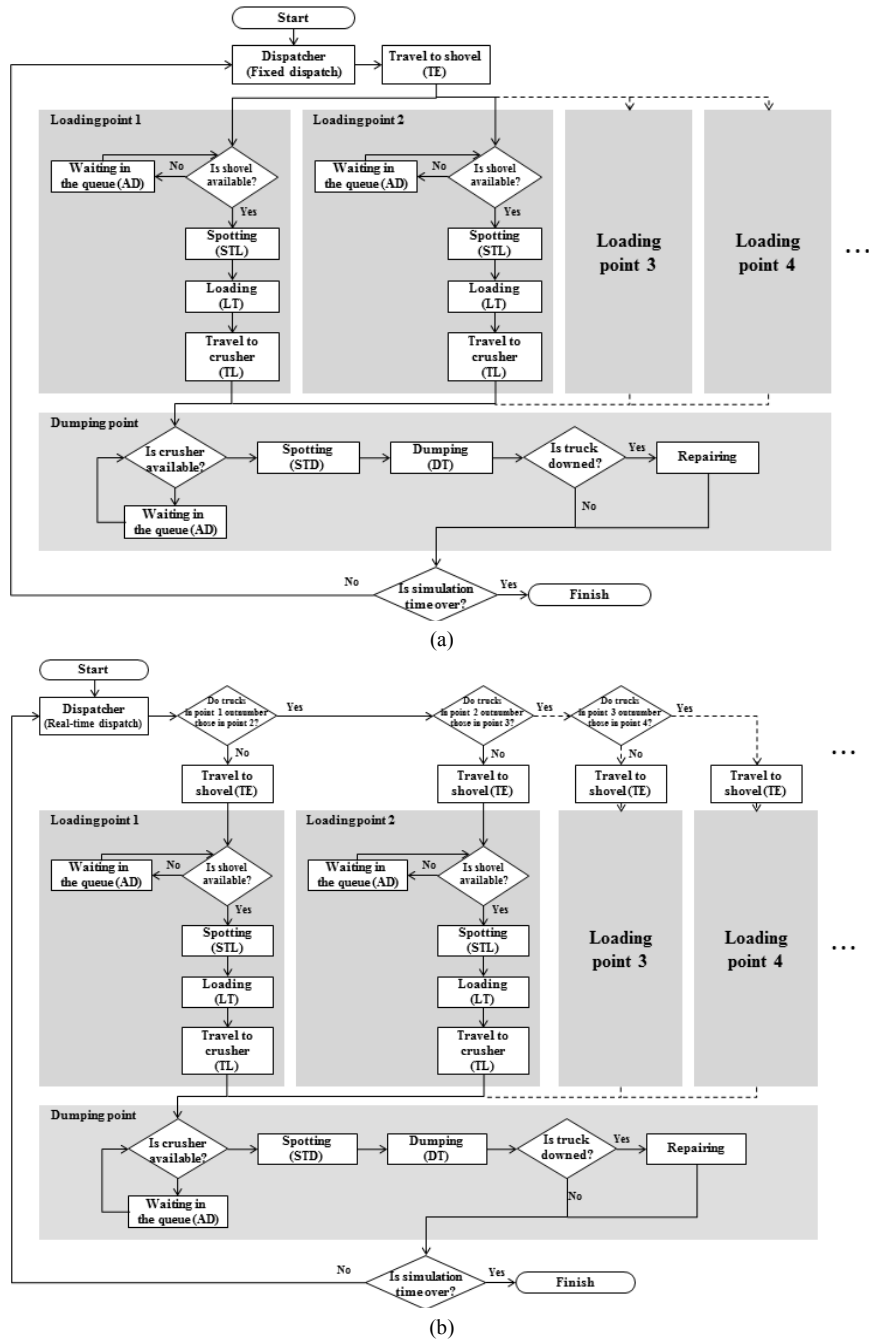 Start
Dispatcher
(Fixed dispatch)
Travel to shovel
(TE)
Loading point 1
Waiting in
the queue (AD)
No
Is shovel
available?
Yes
Spotting
(STL)
Loading
(LT)
Travel to
crusher
(TL)
Loading point 2
Waiting in
the queue (AD)
No
Is shovel
available?
Yes
Spotting
(STL)
Loading
(LT)
Travel to
crusher
(TL)
Loading
point 3
Loading
point 4
...
Dumping point
Is crusher
available?
Waiting in
the queue (AD)
Spotting
(STD)
Dumping
(DT)
Is truck
downed?
Yes
Repairing
No
No
Is simulation
time over?
Yes
Finish
(a)
Start
Dispatcher
(Real-time dispatch)
Do trucks
in point 1 outnumber
those in point 2?
Yes
Do trucks
in point 2 outnumber
those in point 3?
Yes
Do trucks
in point 3 outnumber
those in point 4?
Yes
...
No
No
No
Travel to
shovel (TE)
Travel to
shovel (TE)
Travel to
shovel (TE)
Travel to
shovel (TE)
Loading point 1
Waiting in
the queue (AD)
No
Is shovel
available?
Yes
Spotting
(STL)
Loading
(LT)
Travel to
crusher
(TL)
Loading point 2
Waiting in
the queue (AD)
No
Is shovel
available?
Yes
Spotting
(STL)
Loading
(LT)
Travel to
crusher
(TL)
Loading
point 3
Loading
point 4
...
Dumping point
Is crusher
available?
Waiting in
the queue (AD)
Spotting
(STD)
Dumping
(DT)
Is truck
downed?
Yes
Repairing
No
No
Is simulation
time over?
Yes
Finish
(b)